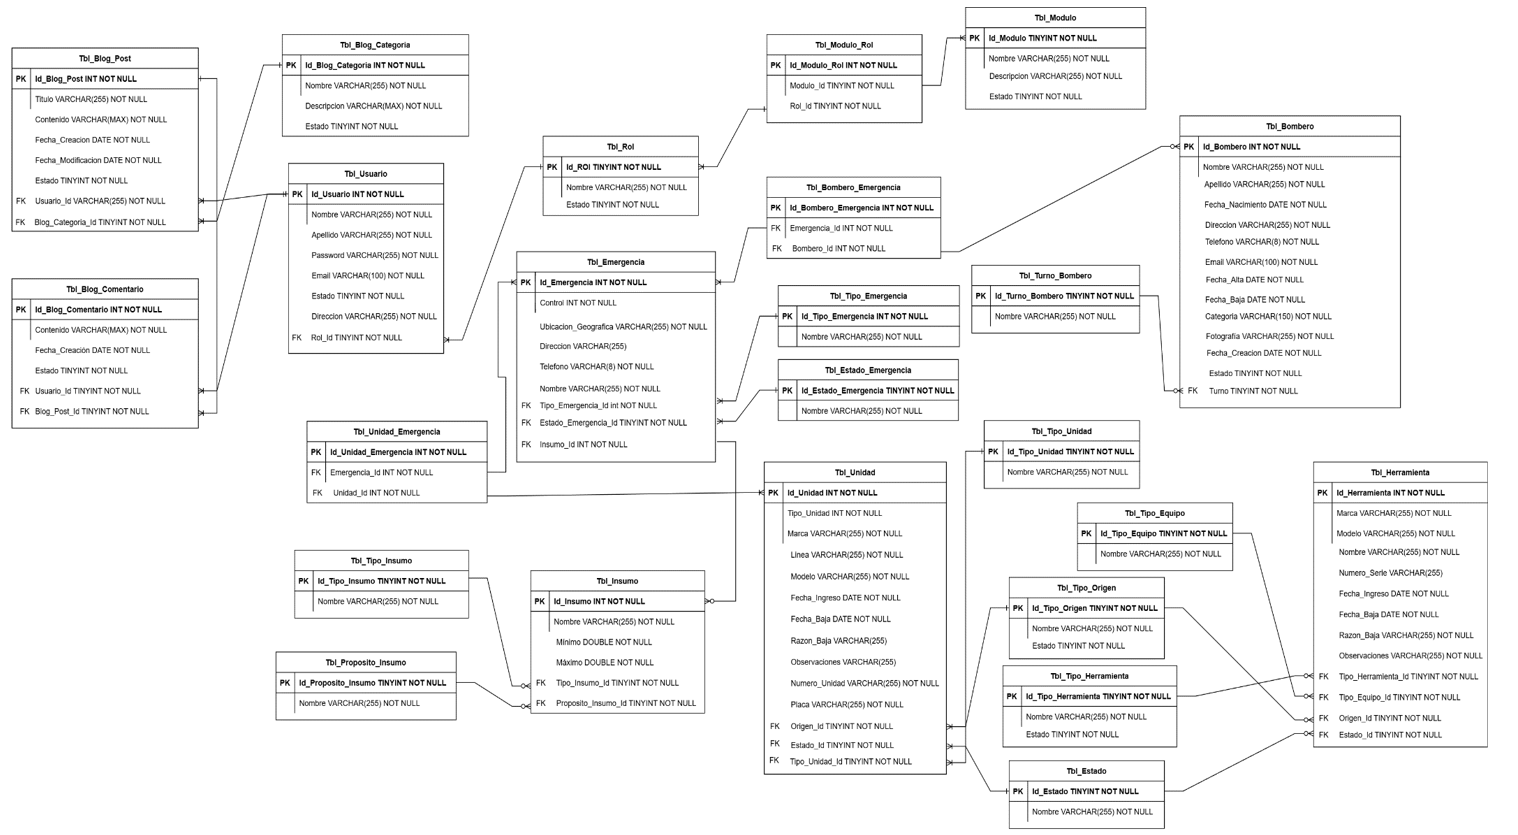 Tbl_Blog_Post
PK Id_Blog_Post INT NOT NULL
Titulo VARCHAR(255) NOT NULL
Contenido VARCHAR(MAX) NOT NULL
Fecha_Creacion DATE NOT NULL
Fecha_Modificacion DATE NOT NULL
Estado TINYINT NOT NULL
FK Usuario_Id VARCHAR(255) NOT NULL
FK Blog_Categoria_Id TINYINT NOT NULL
Tbl_Blog_Categoria
PK Id_Blog_Categoria INT NOT NULL
Nombre VARCHAR(255) NOT NULL
Descripcion VARCHAR(MAX) NOT NULL
Estado TINYINT NOT NULL
Tbl_Usuario
PK Id_Usuario INT NOT NULL
Nombre VARCHAR(255) NOT NULL
Apellido VARCHAR(255) NOT NULL
Password VARCHAR(255) NOT NULL
Email VARCHAR(100) NOT NULL
Estado TINYINT NOT NULL
Direccion VARCHAR(255) NOT NULL
FK Rol_Id TINYINT NOT NULL
Tbl_Blog_Comentario
PK Id_Blog_Comentario INT NOT NULL
Contenido VARCHAR(MAX) NOT NULL
Fecha_Creación DATE NOT NULL
Estado TINYINT NOT NULL
FK Usuario_Id TINYINT NOT NULL
FK Blog_Post_Id TINYINT NOT NULL
Tbl_Rol
PK Id_ROl TINYINT NOT NULL
Nombre VARCHAR(255) NOT NULL
Estado TINYINT NOT NULL
Tbl_Modulo_Rol
PK Id_Modulo_Rol INT NOT NULL
Modulo_Id TINYINT NOT NULL
Rol_Id TINYINT NOT NULL
Tbl_Modulo
PK Id_Modulo TINYINT NOT NULL
Nombre VARCHAR(255) NOT NULL
Descripcion VARCHAR(255) NOT NULL
Estado TINYINT NOT NULL
Tbl_Bombero
PK Id_Bombero INT NOT NULL
Nombre VARCHAR(255) NOT NULL
Apellido VARCHAR(255) NOT NULL
Fecha_Nacimiento DATE NOT NULL
Direccion VARCHAR(255) NOT NULL
Telefono VARCHAR(8) NOT NULL
Email VARCHAR(100) NOT NULL
Fecha_Alta DATE NOT NULL
Fecha_Baja DATE NOT NULL
Categoria VARCHAR(150) NOT NULL
Fotografía VARCHAR(255) NOT NULL
Fecha_Creacion DATE NOT NULL
Estado TINYINT NOT NULL
FK Turno TINYINT NOT NULL
Tbl_Bombero_Emergencia
PK Id_Bombero_Emergencia INT NOT NULL
FK Emergencia_Id INT NOT NULL
FK Bombero_Id INT NOT NULL
Tbl_Emergencia
PK Id_Emergencia INT NOT NULL
Control INT NOT NULL
Ubicacion_Geografica VARCHAR(255) NOT NULL
Direccion VARCHAR(255)
Telefono VARCHAR(8) NOT NULL
Nombre VARCHAR(255) NOT NULL
FK Tipo_Emergencia_Id int NOT NULL
FK Estado_Emergencia_Id TINYINT NOT NULL
FK Insumo_Id INT NOT NULL
Tbl_Turno_Bombero
PK Id_Turno_Bombero TINYINT NOT NULL
Nombre VARCHAR(255) NOT NULL
Tbl_Tipo_Emergencia
PK Id_Tipo_Emergencia INT NOT NULL
Nombre VARCHAR(255) NOT NULL
Tbl_Estado_Emergencia
PK Id_Estado_Emergencia TINYINT NOT NULL
Nombre VARCHAR(255) NOT NULL
Tbl_Unidad_Emergencia
PK Id_Unidad_Emergencia INT NOT NULL
FK Emergencia_Id INT NOT NULL
FK Unidad_Id INT NOT NULL
Tbl_Tipo_Unidad
PK Id_Tipo_Unidad TINYINT NOT NULL
Nombre VARCHAR(255) NOT NULL
Tbl_Unidad
PK Id_Unidad INT NOT NULL
Tipo_Unidad INT NOT NULL
Marca VARCHAR(255) NOT NULL
Línea VARCHAR(255) NOT NULL
Modelo VARCHAR(255) NOT NULL
Fecha_Ingreso DATE NOT NULL
Fecha_Baja DATE NOT NULL
Razon_Baja VARCHAR(255)
Observaciones VARCHAR(255)
Numero_Unidad VARCHAR(255) NOT NULL
Placa VARCHAR(255) NOT NULL
FK Origen_Id TINYINT NOT NULL
FK Estado_Id TINYINT NOT NULL
FK Tipo_Unidad_Id TINYINT NOT NULL
Tbl_Herramienta
PK Id_Herramienta INT NOT NULL
Marca VARCHAR(255) NOT NULL
Modelo VARCHAR(255) NOT NULL
Nombre VARCHAR(255) NOT NULL
Numero_Serie VARCHAR(255)
Fecha_Ingreso DATE NOT NULL
Fecha_Baja DATE NOT NULL
Razon_Baja VARCHAR(255) NOT NULL
Observaciones VARCHAR(255) NOT NULL
FK Tipo_Herramienta_Id TINYINT NOT NULL
FK Tipo_Equipo_Id TINYINT NOT NULL
FK Origen_Id TINYINT NOT NULL
FK Estado_Id TINYINT NOT NULL
Tbl_Tipo_Equipo
PK Id_Tipo_Equipo TINYINT NOT NULL
Nombre VARCHAR(255) NOT NULL
Tbl_Tipo_Insumo
PK Id_Tipo_Insumo TINYINT NOT NULL
Nombre VARCHAR(255) NOT NULL
Tbl_Insumo
PK Id_Insumo INT NOT NULL
Nombre VARCHAR(255) NOT NULL
Mínimo DOUBLE NOT NULL
Máximo DOUBLE NOT NULL
FK Tipo_Insumo_Id TINYINT NOT NULL
FK Proposito_Insumo_Id TINYINT NOT NULL
Tbl_Tipo_Origen
PK Id_Tipo_Origen TINYINT NOT NULL
Nombre VARCHAR(255) NOT NULL
Estado TINYINT NOT NULL
Tbl_Proposito_Insumo
PK Id_Proposito_Insumo TINYINT NOT NULL
Nombre VARCHAR(255) NOT NULL
Tbl_Tipo_Herramienta
PK Id_Tipo_Herramienta TINYINT NOT NULL
Nombre VARCHAR(255) NOT NULL
Estado TINYINT NOT NULL
Tbl_Estado
PK Id_Estado TINYINT NOT NULL
Nombre VARCHAR(255) NOT NULL